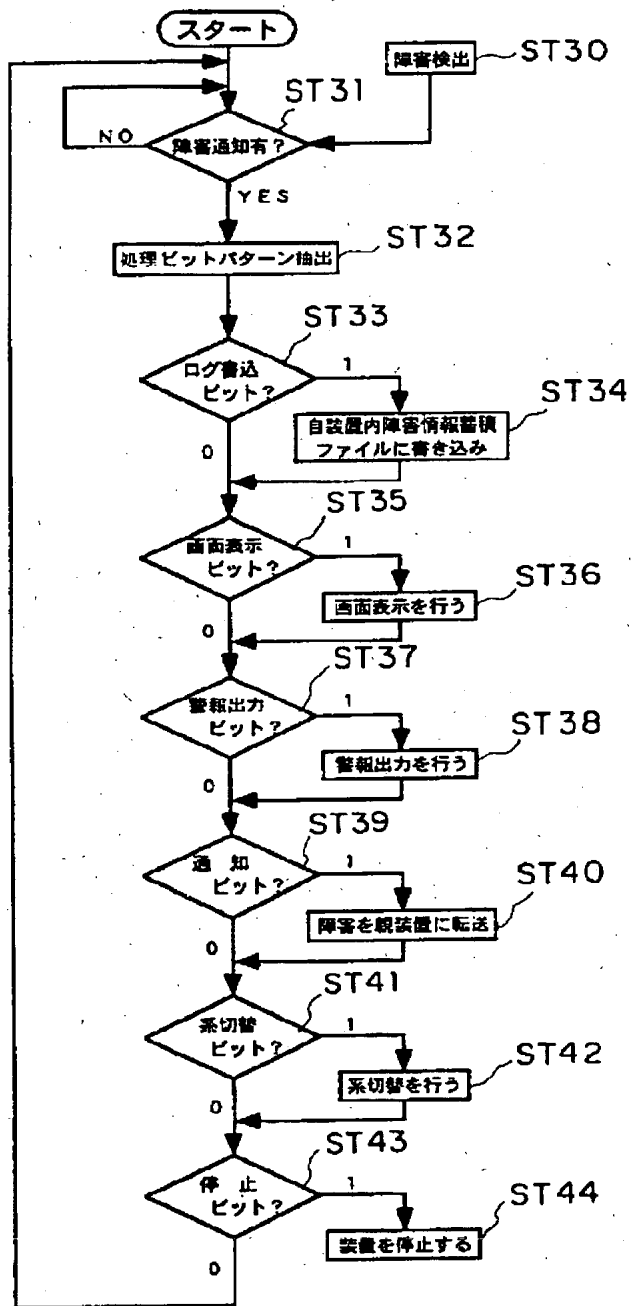 スタート
障害検出
ST30
ST31
障害通知有?
NO
YES
ST32
処理ビットパターン抽出
ST33
ログ書込
ビット?
1
0
ST34
自装置内障害情報蓄積
ファイルに書き込み
ST35
画面表示
ビット?
1
0
ST36
画面表示を行う
ST37
警報出力
ビット?
1
0
ST38
警報出力を行う
ST39
通 知
ビット?
1
0
ST40
障害を親装置に転送
ST41
系切替
ビット?
1
0
ST42
系切替を行う
ST43
停 止
ビット?
1
0
ST44
装置を停止する